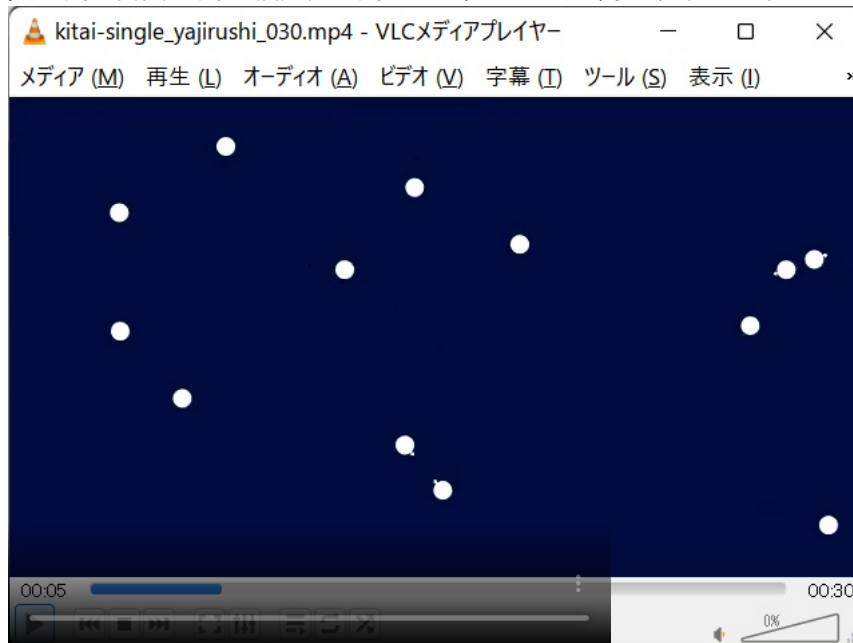 kitai-single_yajirushi_030.mp4 - VLCメディアプレイヤー
メディア (M) 再生 (L) オーディオ (A) ビデオ (V) 字幕 (T) ツール (S) 表示 (I) »
00:05 00:30
0%